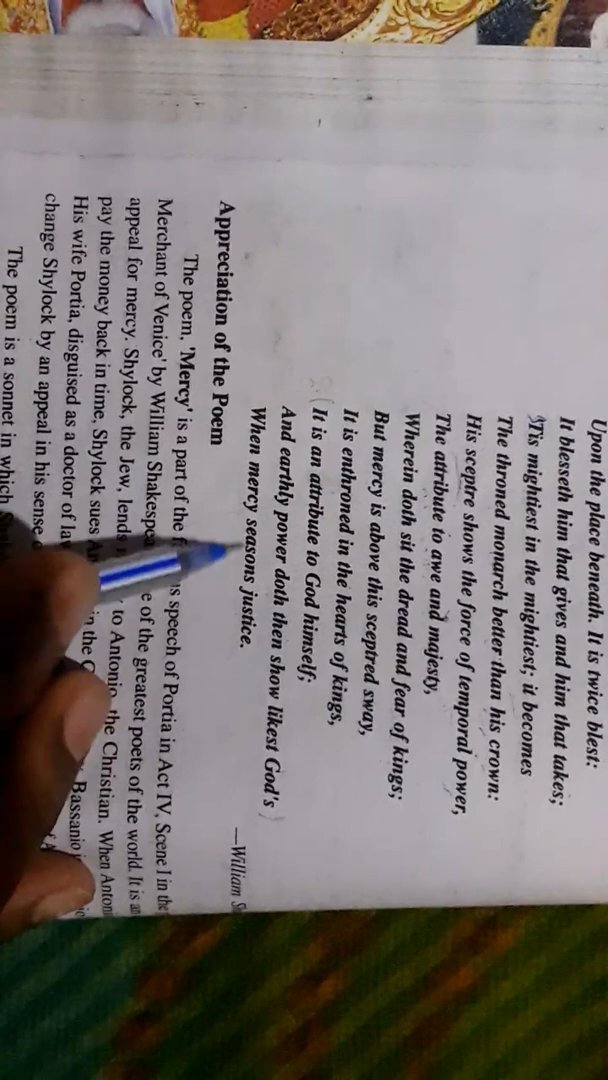 Upon the place beneath. It is twice blest:
It blesseth him that gives and him that takes;
'Tis mightiest in the mightiest; it becomes
The throned monarch better than his crown:
His sceptre shows the force of temporal power,
The attribute to awe and majesty,
Wherein doth sit the dread and fear of kings;
But mercy is above this sceptred sway,
It is enthroned in the hearts of kings,
It is an attribute to God himself;
And earthly power doth then show likest God's
When mercy seasons justice.
—William
Appreciation of the Poem
The poem, 'Mercy' is a part of the speech of Portia in Act IV, Scene I in the
Merchant of Venice' by William of the greatest poets of the world. It is
appeal for mercy. Shylock, the Jew, lends to Antonio, the Christian. When
pay the money back in time, Shylock sues in the Bassanio
His wife Portia, disguised as a doctor of
change Shylock by an appeal in his sense
The poem is a sonnet in which